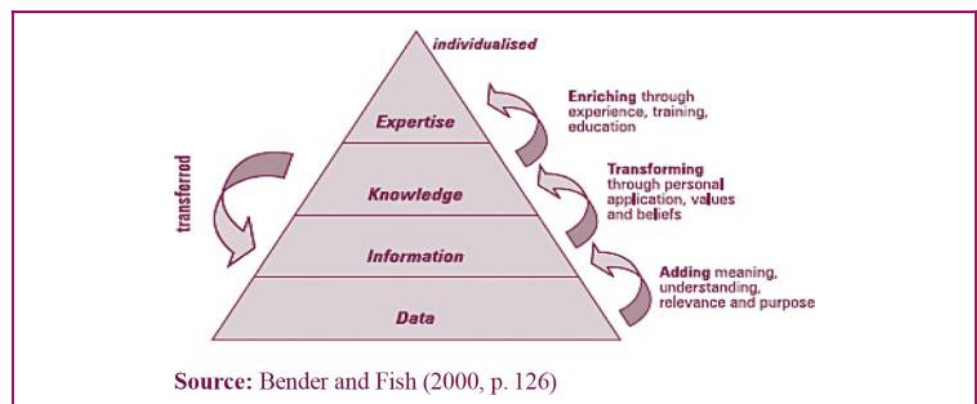 individualised
Enriching through
experience, training,
education
Expertise
transferred
Transforming
through personal
application, values
and beliefs
Knowledge
Information
Adding meaning,
understanding,
relevance and purpose
Data
Source: Bender and Fish (2000, p. 126)